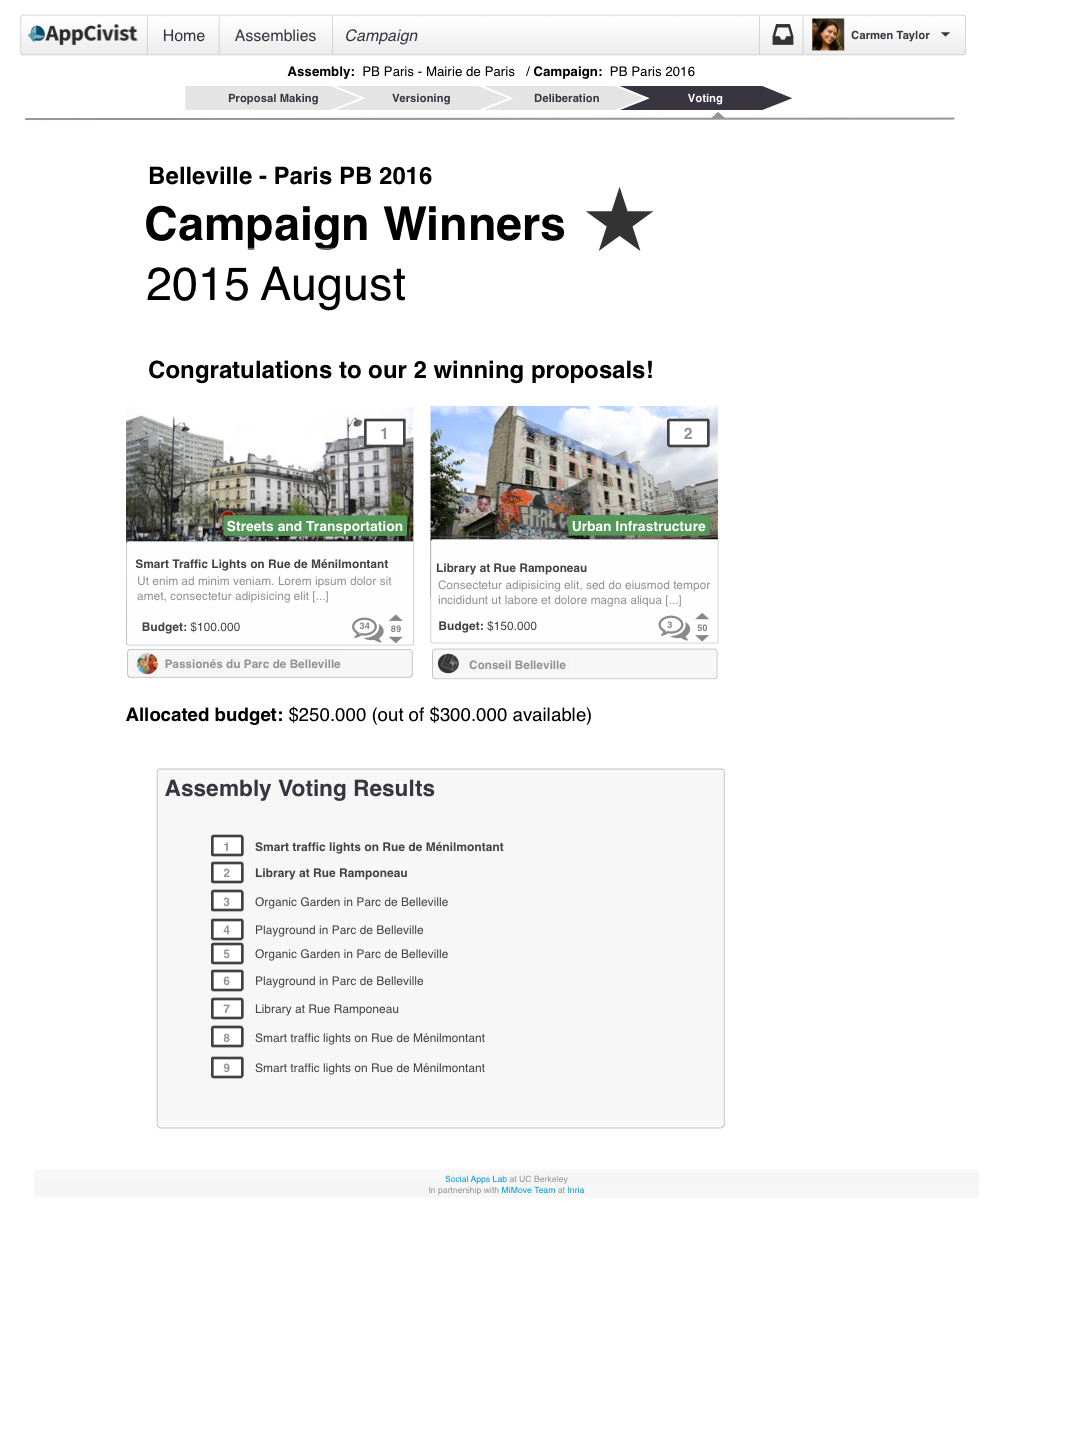 AppCivist Home Assemblies Campaign Carmen Taylor
Assembly: PB Paris - Mairie de Paris / Campaign: PB Paris 2016
Proposal Making Versioning Deliberation Voting
Belleville - Paris PB 2016
Campaign Winners
2015 August
Congratulations to our 2 winning proposals!
1
Streets and Transportation
Smart Traffic Lights on Rue de Ménilmontant
Ut enim ad minim veniam. Lorem ipsum dolor sit
amet, consectetur adipisicing elit [...]
Budget: $100.000 34 89
Passionés du Parc de Belleville
2
Urban Infrastructure
Library at Rue Ramponeau
Consectetur adipisicing elit, sed do eiusmod tempor
incididunt ut labore et dolore magna aliqua [...]
Budget: $150.000 3 50
Conseil Belleville
Allocated budget: $250.000 (out of $300.000 available)
Assembly Voting Results
1 Smart traffic lights on Rue de Ménilmontant
2 Library at Rue Ramponeau
3 Organic Garden in Parc de Belleville
4 Playground in Parc de Belleville
5 Organic Garden in Parc de Belleville
6 Playground in Parc de Belleville
7 Library at Rue Ramponeau
8 Smart traffic lights on Rue de Ménilmontant
9 Smart traffic lights on Rue de Ménilmontant
Social Apps Lab at UC Berkeley
In partnership with MiMove Team at Inria